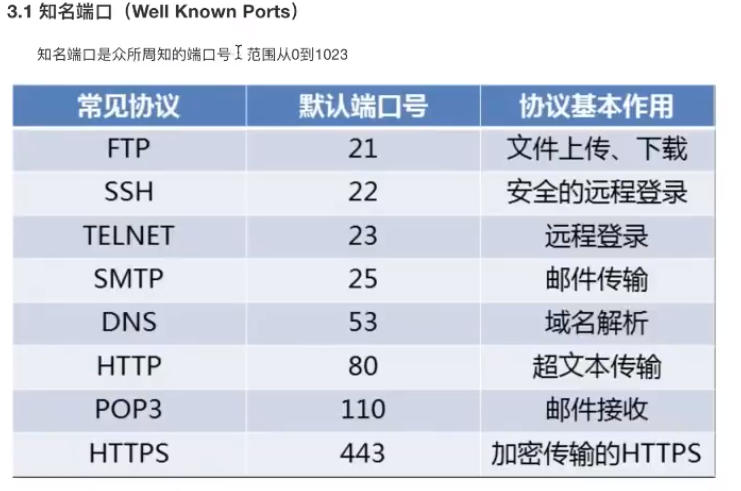 3.1 知名端口（Well Known Ports）
知名端口是众所周知的端口号 范围从0到1023
常见协议 默认端口号 协议基本作用
FTP 21 文件上传、下载
SSH 22 安全的远程登录
TELNET 23 远程登录
SMTP 25 邮件传输
DNS 53 域名解析
HTTP 80 超文本传输
POP3 110 邮件接收
HTTPS 443 加密传输的HTTPS